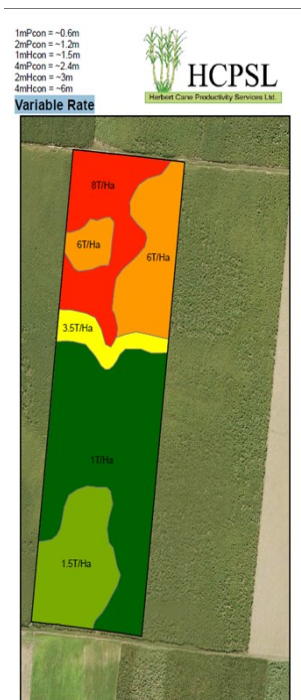 1mPcon = ~0.6m
2mPcon = ~1.2m
1mHcon = ~1.5m
4mPcon = ~2.4m
2mHcon = ~3m
4mHcon = ~6m
Variable Rate
HCPSL
Herbert Cane Productivity Services Ltd.
8T/Ha
6T/Ha
6T/Ha
3.5T/Ha
1T/Ha
1.5T/Ha